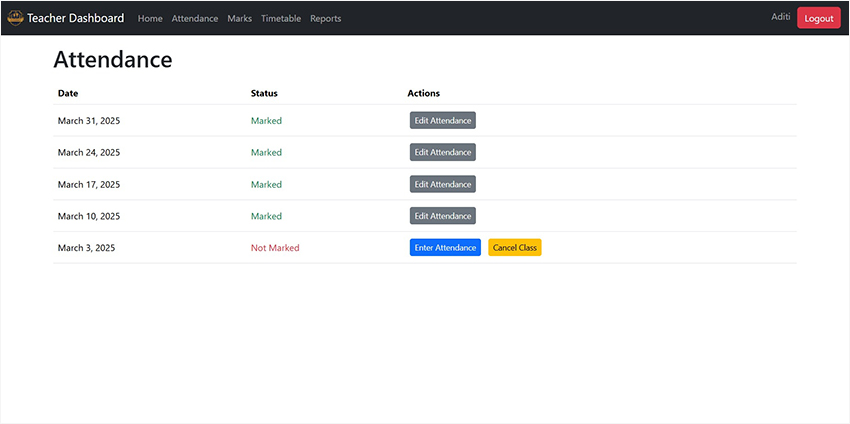 Teacher Dashboard Home Attendance Marks Timetable Reports Aditi Logout
Attendance
Date Status Actions
March 31, 2025 Marked Edit Attendance
March 24, 2025 Marked Edit Attendance
March 17, 2025 Marked Edit Attendance
March 10, 2025 Marked Edit Attendance
March 3, 2025 Not Marked Enter Attendance Cancel Class